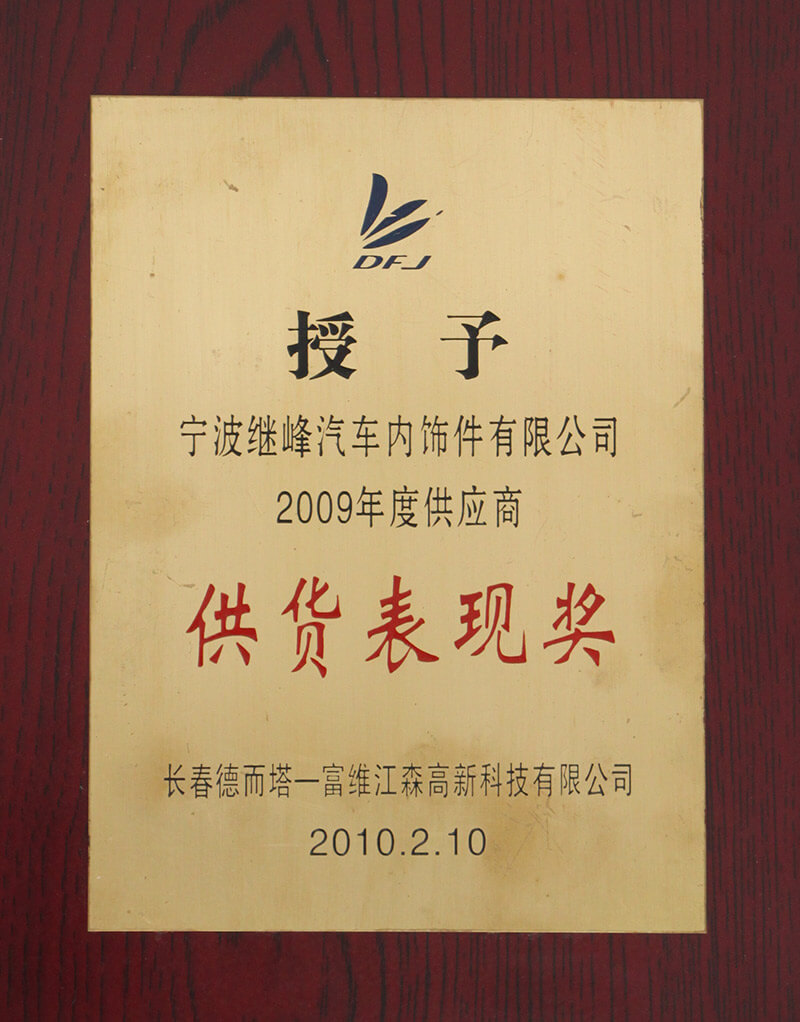 DFJ
授 予
宁波继峰汽车内饰件有限公司
2009年度供应商
供货表现奖
长春德而塔一富维江森高新科技有限公司
2010.2.10